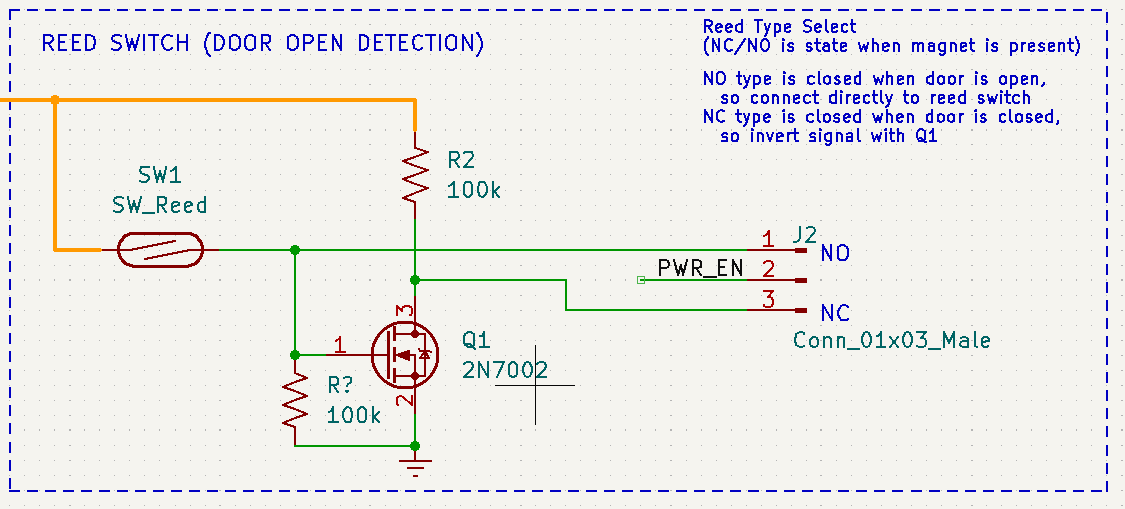 REED SWITCH (DOOR OPEN DETECTION)
Reed Type Select
(NC/NO is state when magnet is present)
NO type is closed when door is open,
so connect directly to reed switch
NC type is closed when door is closed,
so invert signal with Q1
SW1
SW_Reed
R2
100k
1
J2
NO
PWR_EN
2
3
NC
Conn_01x03_Male
3
1
2
Q1
2N7002
R?
100k